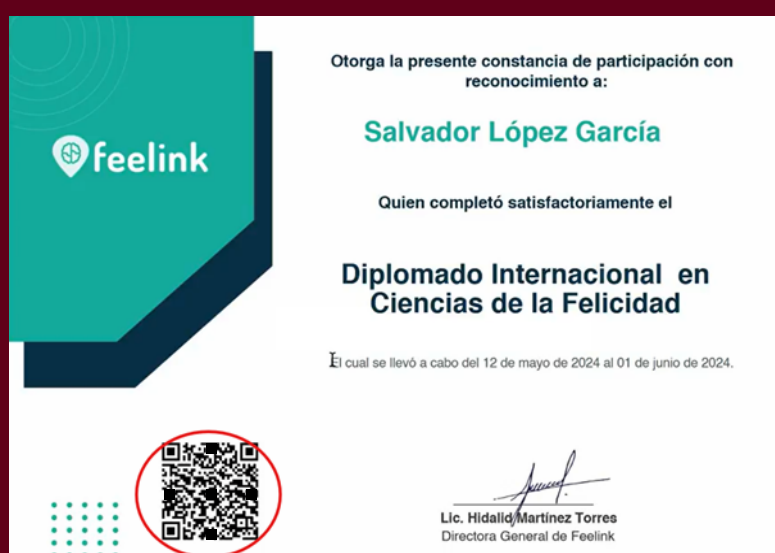 feelink
Otorga la presente constancia de participación con
reconocimiento a:
Salvador López García
Quien completó satisfactoriamente el
Diplomado Internacional en
Ciencias de la Felicidad
El cual se llevó a cabo del 12 de mayo de 2024 al 01 de junio de 2024.
Lic. Hidalid Martínez Torres
Directora General de Feelink